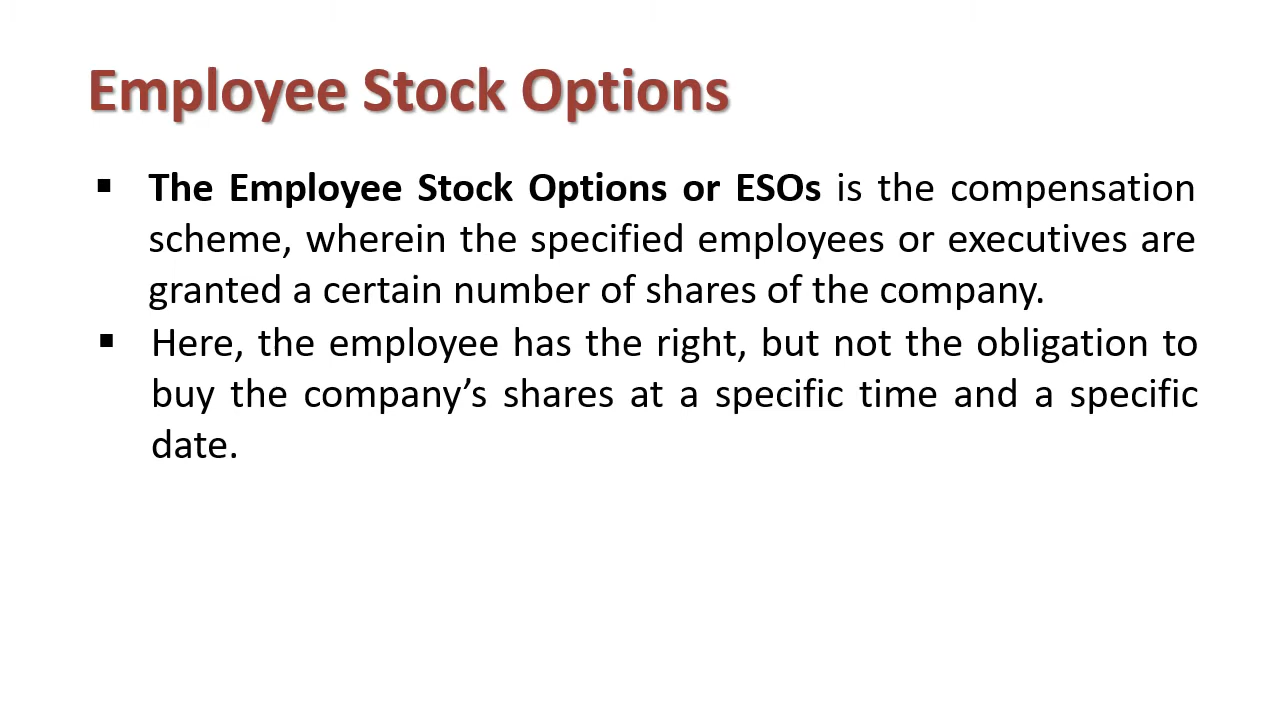 Employee Stock Options
▪ The Employee Stock Options or ESOs is the compensation
scheme, wherein the specified employees or executives are
granted a certain number of shares of the company.
▪ Here, the employee has the right, but not the obligation to
buy the company’s shares at a specific time and a specific
date.